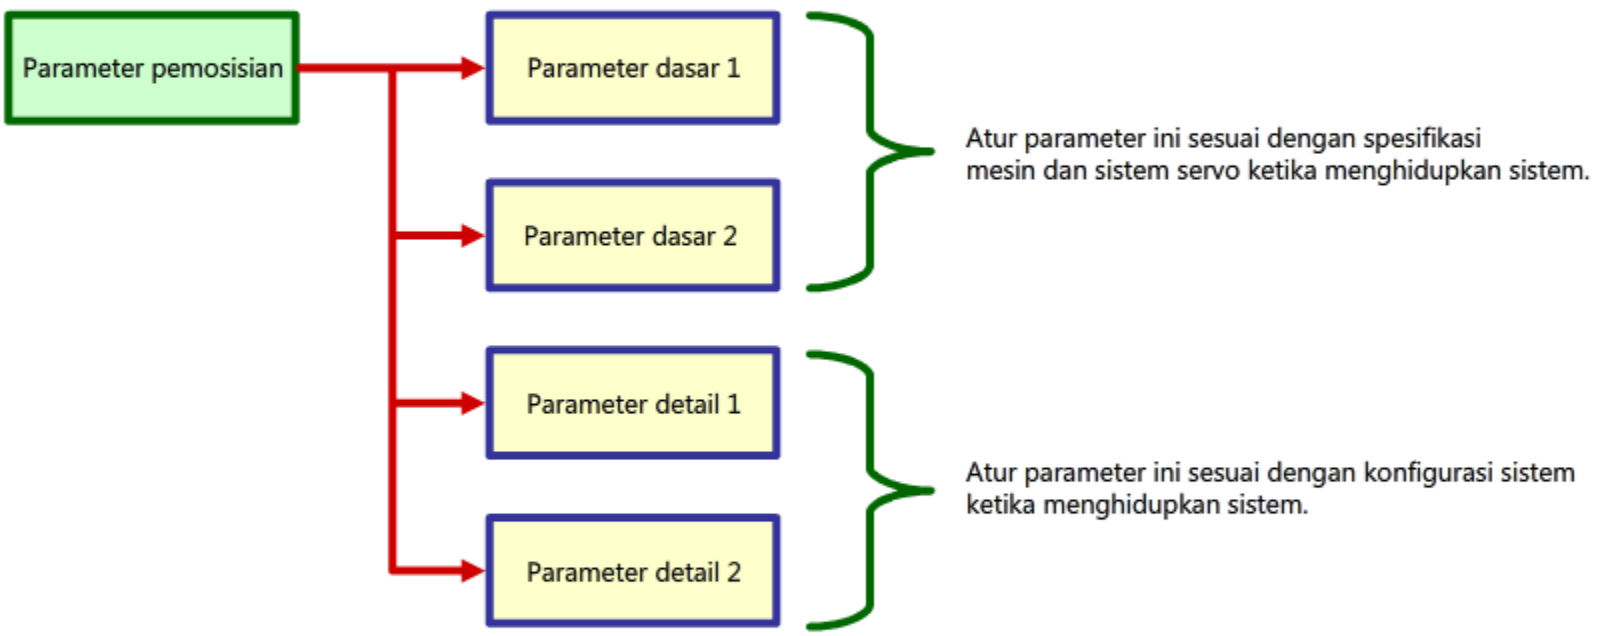 Parameter pemosisian
Parameter dasar 1
Parameter dasar 2
Atur parameter ini sesuai dengan spesifikasi
mesin dan sistem servo ketika menghidupkan sistem.
Parameter detail 1
Parameter detail 2
Atur parameter ini sesuai dengan konfigurasi sistem
ketika menghidupkan sistem.